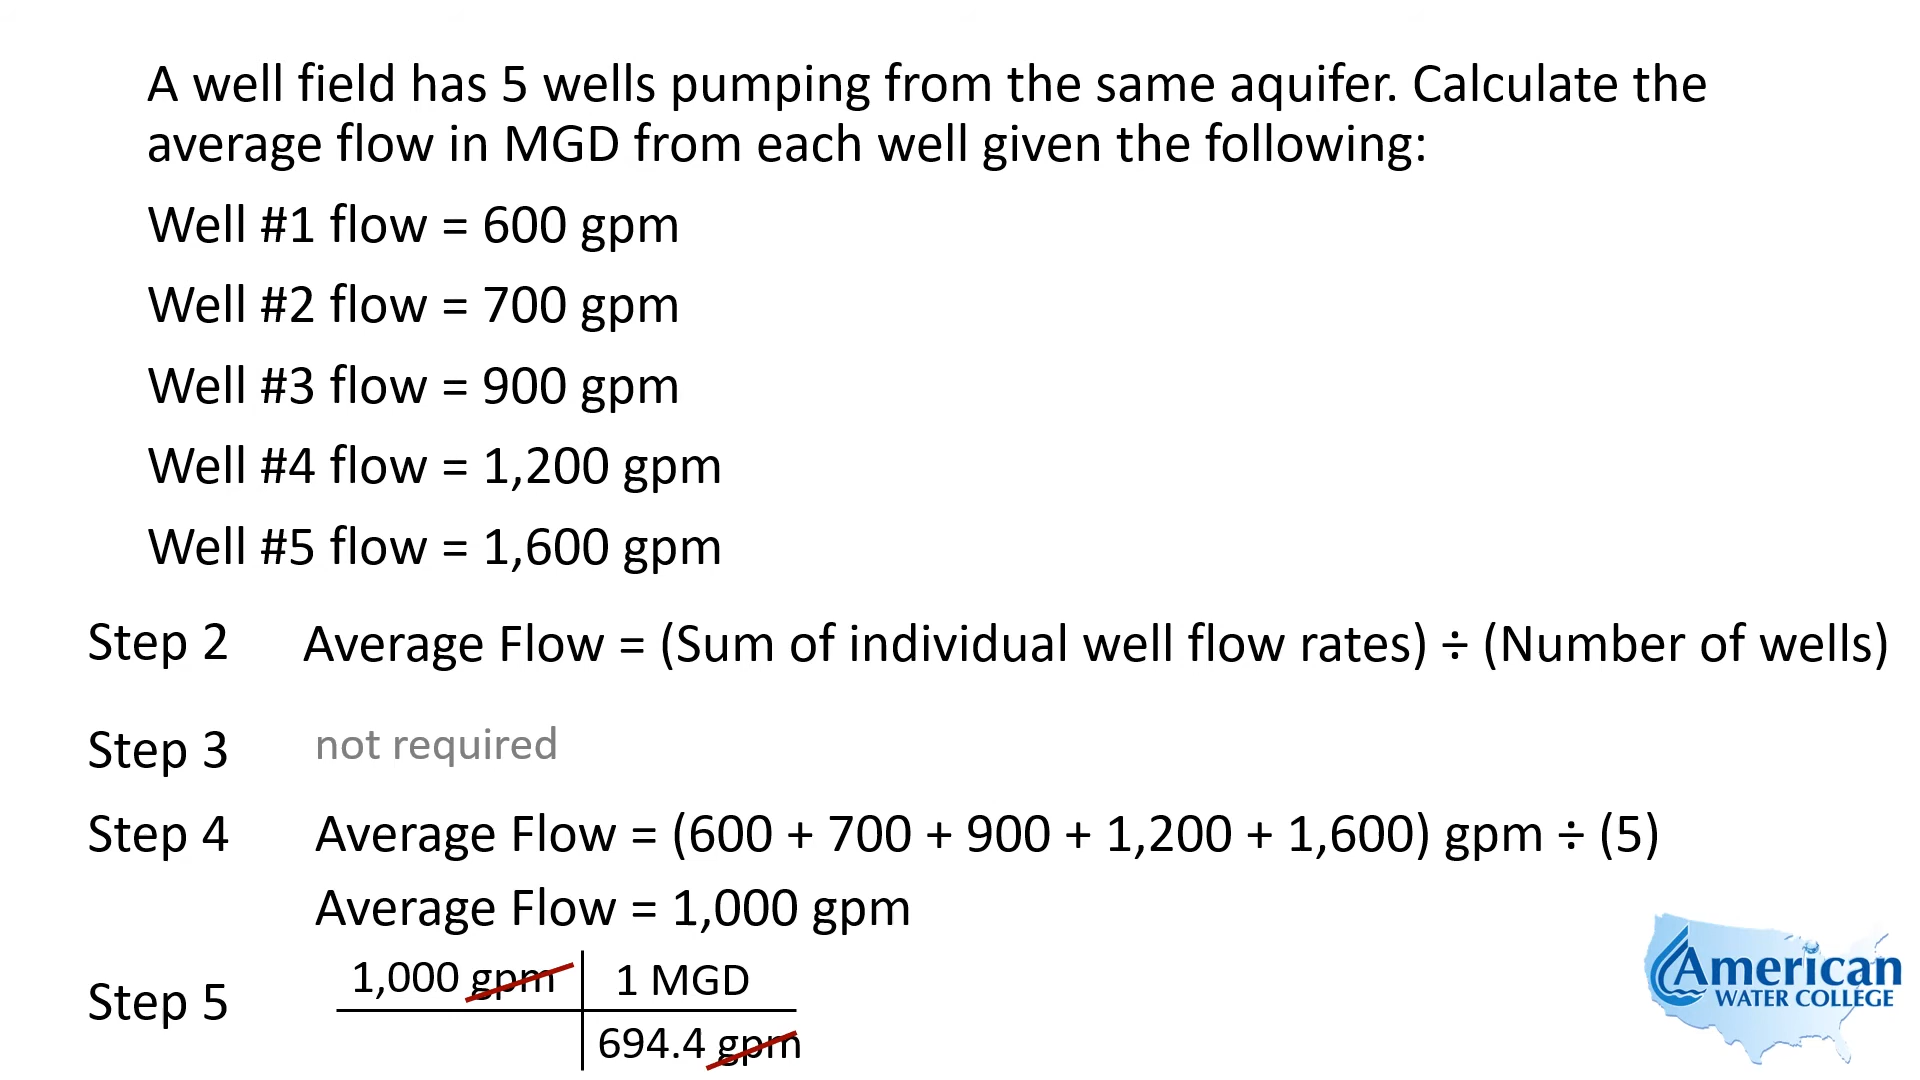 A well field has 5 wells pumping from the same aquifer. Calculate the
average flow in MGD from each well given the following:
Well #1 flow = 600 gpm
Well #2 flow = 700 gpm
Well #3 flow = 900 gpm
Well #4 flow = 1,200 gpm
Well #5 flow = 1,600 gpm
Step 2 Average Flow = (Sum of individual well flow rates) ÷ (Number of wells)
Step 3 not required
Step 4 Average Flow = (600 + 700 + 900 + 1,200 + 1,600) gpm ÷ (5)
Average Flow = 1,000 gpm
Step 5 1,000 gpm 1 MGD
694.4 gpm
American
WATER COLLEGE